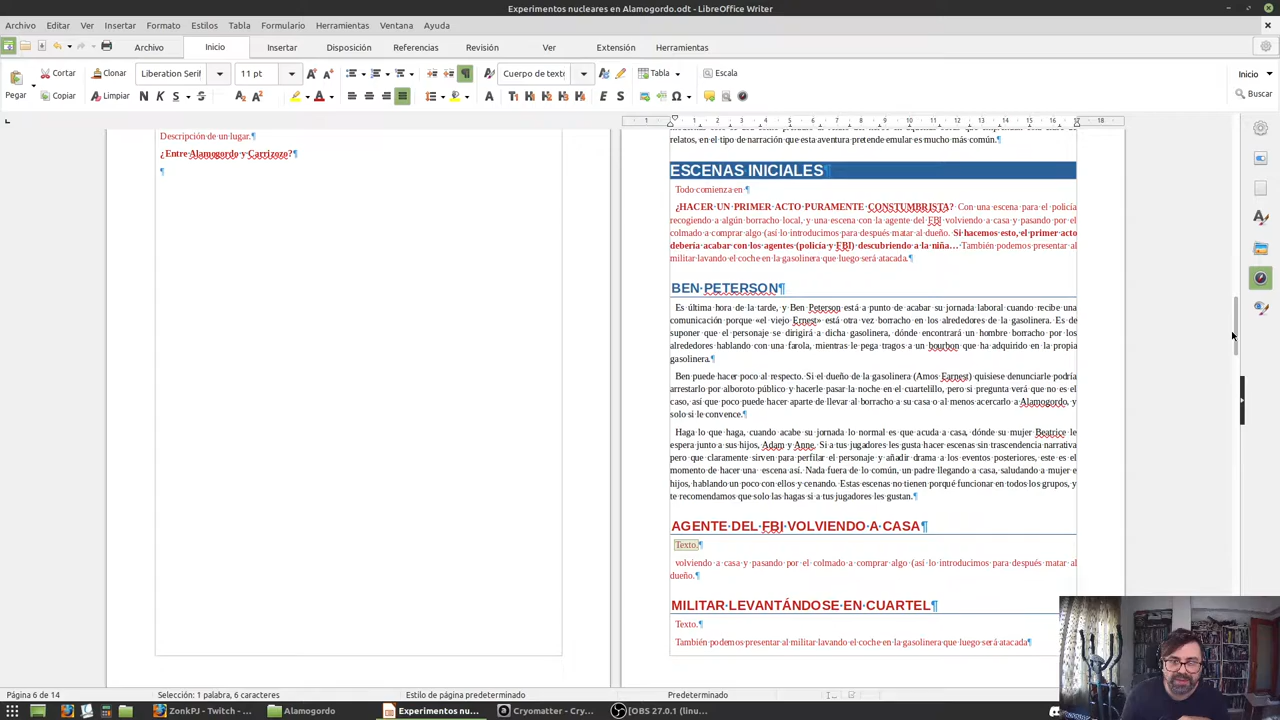 Experimentos nucleares en Alamogordo.odt - LibreOffice Writer
Archivo Editar Ver Insertar Formato Estilos Tabla Formulario Herramientas Ventana Ayuda
Archivo Inicio Insertar Disposición Referencias Revisión Ver Extensión Herramientas
Pegar Cortar Copiar Clonar Limpiar Liberation Serif 11 pt Cuerpo de texto Tabla Escala Inicio Buscar
1 1 2 3 4 5 6 7 8 9 10 11 12 13 14 15 16 17 18
Descripción de un lugar.¶
¿Entre Alamogordo y Carrizozo?¶
¶
relatos, en el tipo de narración que esta aventura pretende emular es mucho más común.¶
ESCENAS INICIALES¶
Todo comienza en ¶
¿HACER UN PRIMER ACTO PURAMENTE CONSTUMBRISTA? Con una escena para el policía
recogiendo a algún borracho local, y una escena con la agente del FBI volviendo a casa y pasando por el
colmado a comprar algo (así lo introducimos para después matar al dueño. Si hacemos esto, el primer acto
debería acabar con los agentes (policía y FBI) descubriendo a la niña… También podemos presentar al
militar lavando el coche en la gasolinera que luego será atacada.¶
BEN PETERSON¶
Es última hora de la tarde, y Ben Peterson está a punto de acabar su jornada laboral cuando recibe una
comunicación porque «el viejo Ernest» está otra vez borracho en los alrededores de la gasolinera. Es de
suponer que el personaje se dirigirá a dicha gasolinera, dónde encontrará un hombre borracho por los
alrededores hablando con una farola, mientras le pega tragos a un bourbon que ha adquirido en la propia
gasolinera.¶
Ben puede hacer poco al respecto. Si el dueño de la gasolinera (Amos Earnest) quisiese denunciarle podría
arrestarlo por alboroto público y hacerle pasar la noche en el cuartelillo, pero si pregunta verá que no es el
caso, así que poco puede hacer aparte de llevar al borracho a su casa o al menos acercarlo a Alamogordo, y
solo si le convence.¶
Haga lo que haga, cuando acabe su jornada lo normal es que acuda a casa, dónde su mujer Beatrice le
espera junto a sus hijos, Adam y Anne, Si a tus jugadores les gusta hacer escenas sin trascendencia narrativa
pero que claramente sirven para perfilar el personaje y añadir drama a los eventos posteriores, este es el
momento de hacer una escena así. Nada fuera de lo común, un padre llegando a casa, saludando a mujer e
hijos, hablando un poco con ellos y cenando. Estas escenas no tienen porqué funcionar en todos los grupos, y
te recomendamos que solo las hagas si a tus jugadores les gustan.¶
AGENTE DEL FBI VOLVIENDO A CASA¶
Texto.¶
volviendo a casa y pasando por el colmado a comprar algo (así lo introducimos para después matar al
dueño.¶
MILITAR LEVANTÁNDOSE EN CUARTEL¶
Texto.¶
También podemos presentar al militar lavando el coche en la gasolinera que luego será atacada¶
Página 6 de 14 Selección: 1 palabra, 6 caracteres Estilo de página predeterminado Predeterminado
ZonkPJ - Twitch - ... Alamogordo Experimentos nu... Cryomatter - Cry... [OBS 27.0.1 (linu...